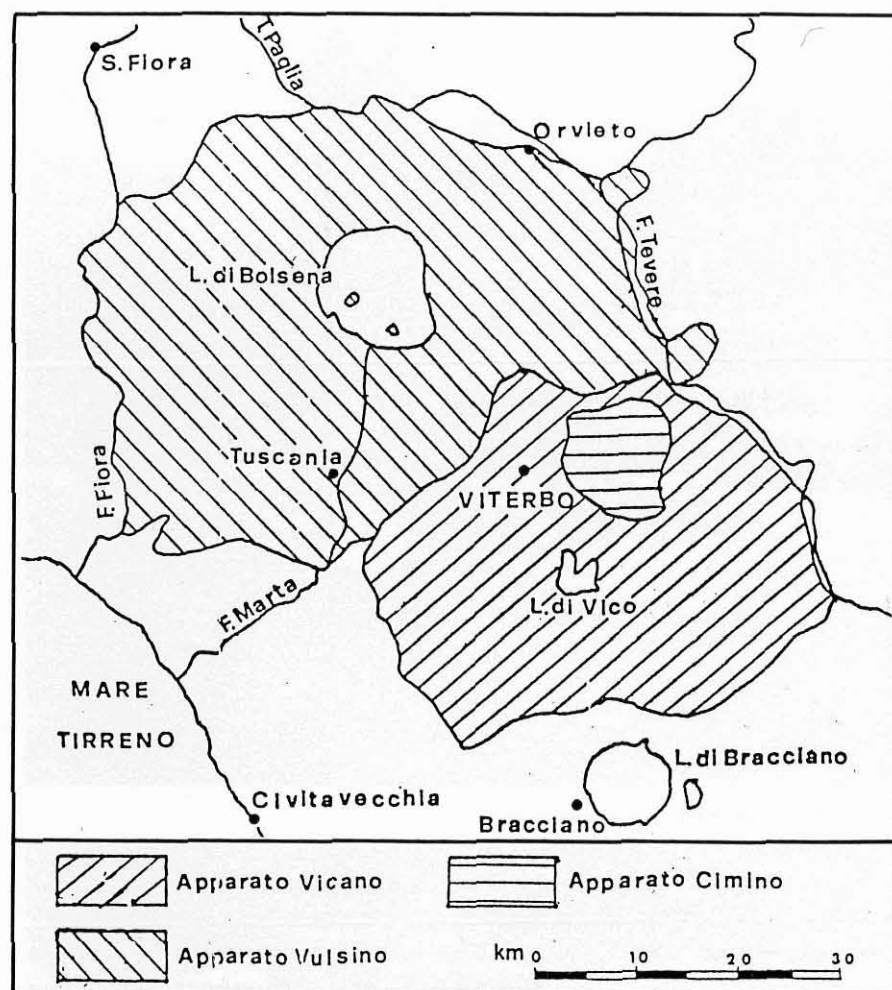 S. Fiora
T. Paglia
Orvieto
F. Tevere
L. di Bolsena
F. Fiora
Tuscania
VITERBO
L. di Vico
F. Marta
MARE
TIRRENO
L. di Bracciano
Civitavecchia
Bracciano
Apparato Vicano
Apparato Cimino
Apparato Vulsino
km 0 10 20 30